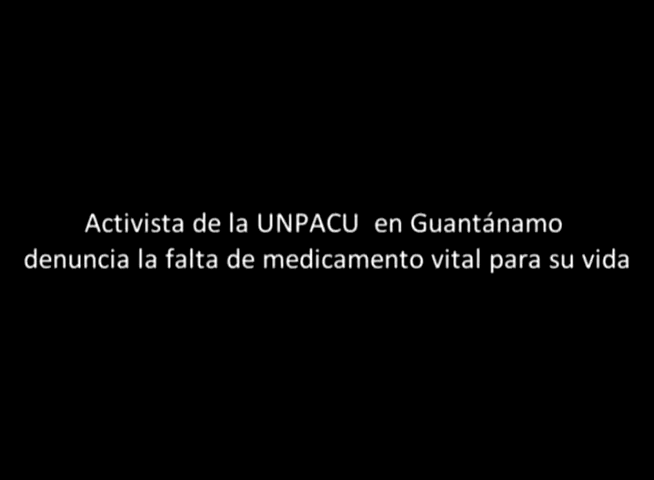 Activista de la UNPACU en Guantánamo
denuncia la falta de medicamento vital para su vida